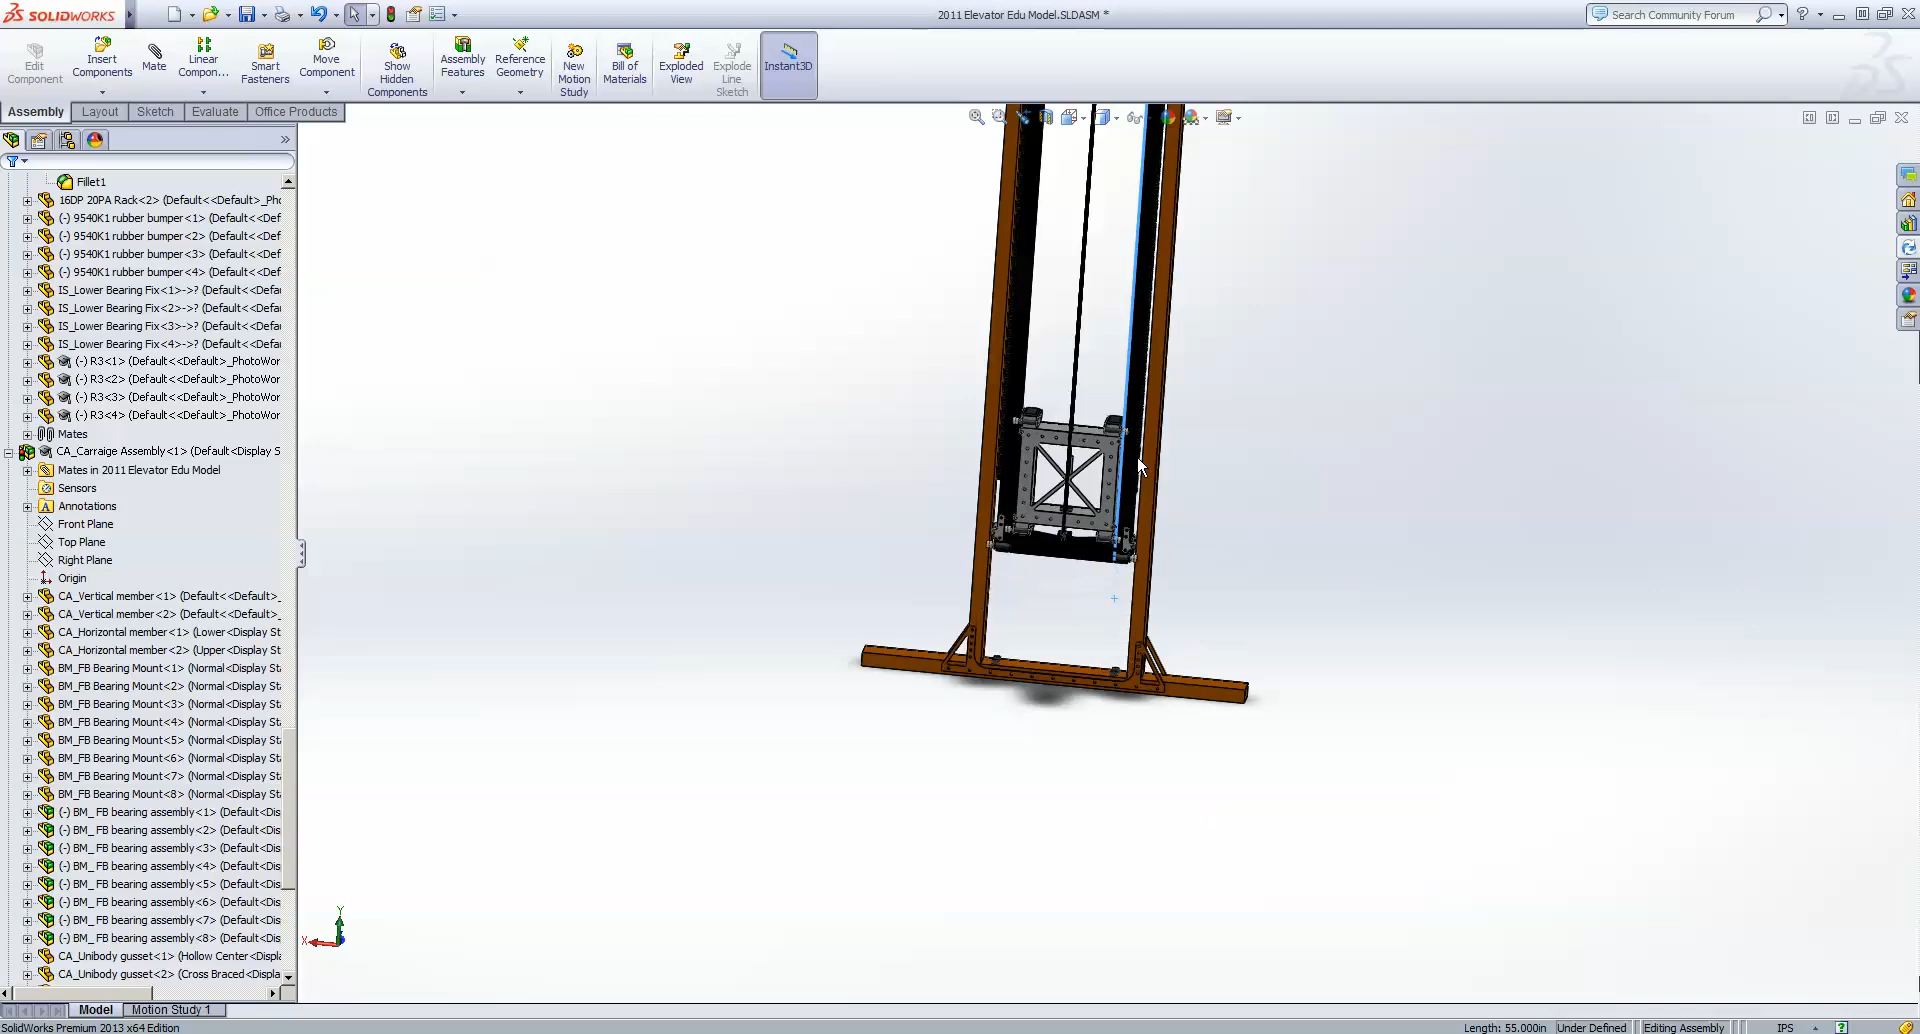 SOLIDWORKS
2011 Elevator Edu Model.SLDASM *
Search Community Forum
Edit Component
Insert Components
Mate
Linear Compon...
Smart Fasteners
Move Component
Show Hidden Components
Assembly Features
Reference Geometry
New Motion Study
Bill of Materials
Exploded View
Explode Line Sketch
Instant3D
Assembly Layout Sketch Evaluate Office Products
Fillet1
16DP 20PA Rack<2> (Default<<Default>_Pho
(-) 9540K1 rubber bumper<1> (Default<<Def
(-) 9540K1 rubber bumper<2> (Default<<Def
(-) 9540K1 rubber bumper<3> (Default<<Def
(-) 9540K1 rubber bumper<4> (Default<<Def
IS_Lower Bearing Fix<1>->? (Default<<Defau
IS_Lower Bearing Fix<2>->? (Default<<Defau
IS_Lower Bearing Fix<3>->? (Default<<Defau
IS_Lower Bearing Fix<4>->? (Default<<Defau
(-) R3<1> (Default<<Default>_PhotoWor
(-) R3<2> (Default<<Default>_PhotoWor
(-) R3<3> (Default<<Default>_PhotoWor
(-) R3<4> (Default<<Default>_PhotoWor
Mates
CA_Carraige Assembly<1> (Default<Display S
Mates in 2011 Elevator Edu Model
Sensors
Annotations
Front Plane
Top Plane
Right Plane
Origin
CA_Vertical member<1> (Default<<Default>_
CA_Vertical member<2> (Default<<Default>_
CA_Horizontal member<1> (Lower<Display St
CA_Horizontal member<2> (Upper<Display St
BM_FB Bearing Mount<1> (Normal<Display Sta
BM_FB Bearing Mount<2> (Normal<Display Sta
BM_FB Bearing Mount<3> (Normal<Display Sta
BM_FB Bearing Mount<4> (Normal<Display Sta
BM_FB Bearing Mount<5> (Normal<Display Sta
BM_FB Bearing Mount<6> (Normal<Display Sta
BM_FB Bearing Mount<7> (Normal<Display Sta
BM_FB Bearing Mount<8> (Normal<Display Sta
(-) BM_ FB bearing assembly<1> (Default<Dis
(-) BM_ FB bearing assembly<2> (Default<Dis
(-) BM_ FB bearing assembly<3> (Default<Dis
(-) BM_ FB bearing assembly<4> (Default<Dis
(-) BM_ FB bearing assembly<5> (Default<Dis
(-) BM_ FB bearing assembly<6> (Default<Dis
(-) BM_ FB bearing assembly<7> (Default<Dis
(-) BM_ FB bearing assembly<8> (Default<Dis
CA_Unibody gusset<1> (Hollow Center<Displa
CA_Unibody gusset<2> (Cross Braced<Displa
Y
X
Model Motion Study 1
SolidWorks Premium 2013 x64 Edition
Length: 55.000in Under Defined Editing Assembly IPS